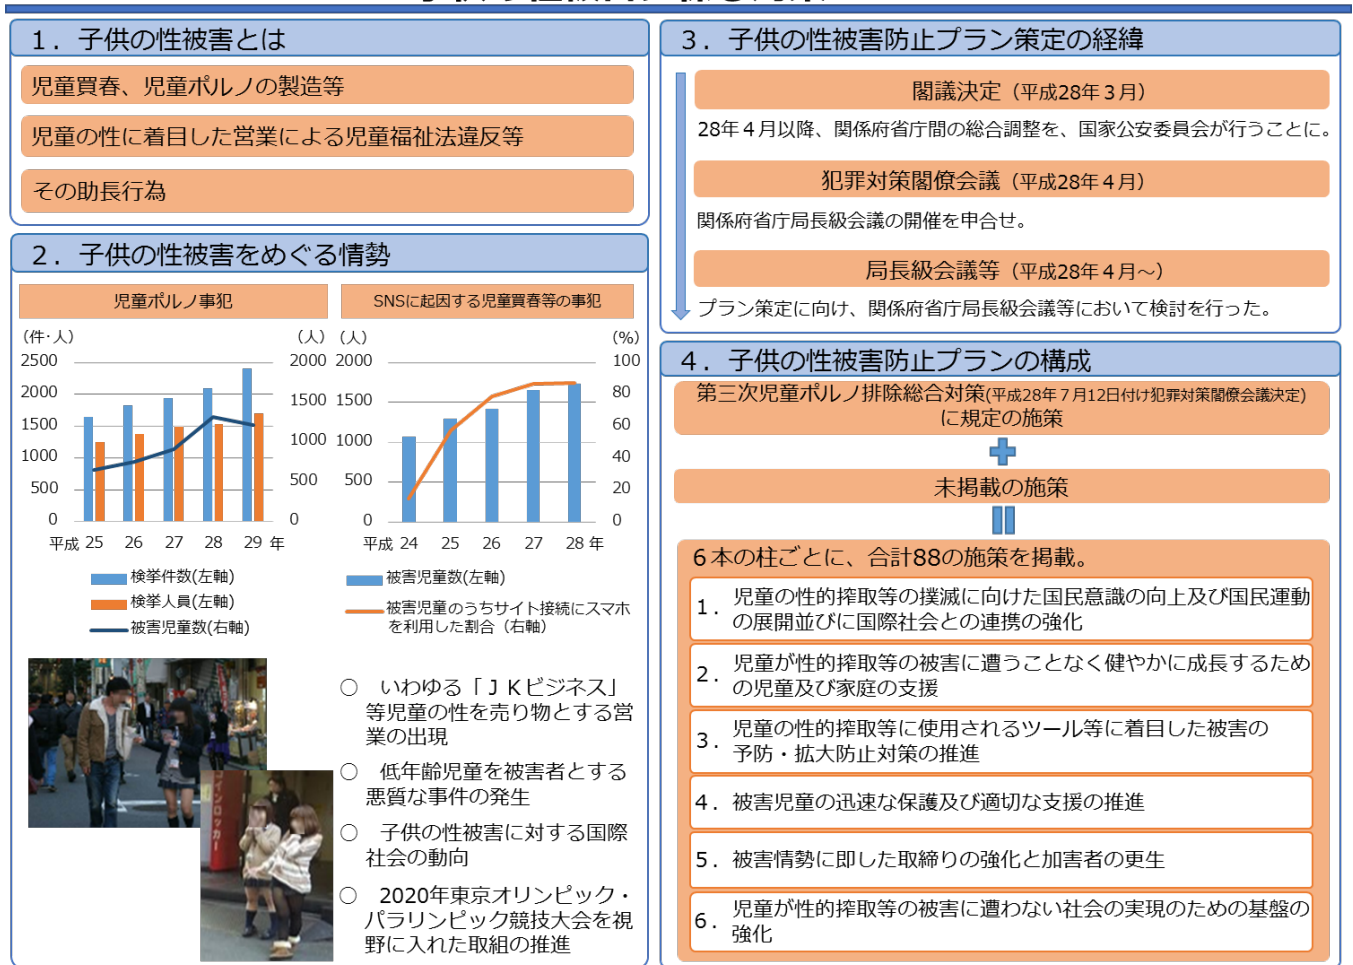 1．子供の性被害とは
児童買春、児童ポルノの製造等
児童の性に着目した営業による児童福祉法違反等
その助長行為
2．子供の性被害をめぐる情勢
児童ポルノ事犯
(件･人)
(人)
2500
2000
1500
1000
500
0
2000
1500
1000
500
0
平成 25 26 27 28 29 年
検挙件数(左軸)
検挙人員(左軸)
被害児童数(右軸)
SNSに起因する児童買春等の事犯
(人)
(%)
2000
1500
1000
500
0
100
80
60
40
20
0
平成 24 25 26 27 28 年
被害児童数(左軸)
被害児童のうちサイト接続にスマホ
を利用した割合（右軸）
○ いわゆる「ＪＫビジネス」
等児童の性を売り物とする営
業の出現
○ 低年齢児童を被害者とする
悪質な事件の発生
○ 子供の性被害に対する国際
社会の動向
○ 2020年東京オリンピック・
パラリンピック競技大会を視
野に入れた取組の推進
コインロッカー
3．子供の性被害防止プラン策定の経緯
閣議決定（平成28年３月）
28年４月以降、関係府省庁間の総合調整を、国家公安委員会が行うことに。
犯罪対策閣僚会議（平成28年４月）
関係府省庁局長級会議の開催を申合せ。
局長級会議等（平成28年４月～）
プラン策定に向け、関係府省庁局長級会議等において検討を行った。
4．子供の性被害防止プランの構成
第三次児童ポルノ排除総合対策(平成28年７月12日付け犯罪対策閣僚会議決定)
に規定の施策
未掲載の施策
６本の柱ごとに、合計88の施策を掲載。
1．児童の性的搾取等の撲滅に向けた国民意識の向上及び国民運動
の展開並びに国際社会との連携の強化
2．児童が性的搾取等の被害に遭うことなく健やかに成長するため
の児童及び家庭の支援
3．児童の性的搾取等に使用されるツール等に着目した被害の
予防・拡大防止対策の推進
4．被害児童の迅速な保護及び適切な支援の推進
5．被害情勢に即した取締りの強化と加害者の更生
6．児童が性的搾取等の被害に遭わない社会の実現のための基盤の
強化